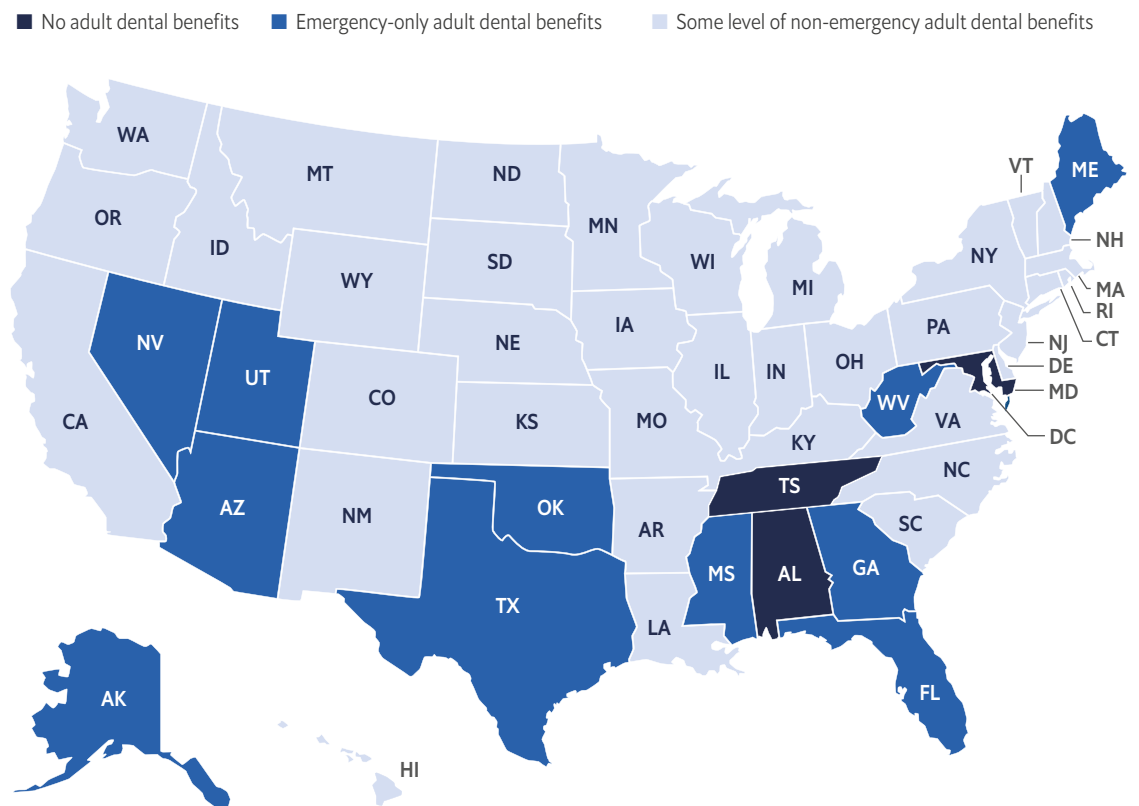 No adult dental benefits Emergency-only adult dental benefits Some level of non-emergency adult dental benefits
WA
MT
ND
VT
ME
OR
MN
ID
SD
WI
NY
NH
WY
MI
MA
RI
IA
PA
CT
NV
NE
NJ
UT
OH
DE
CO
IL
IN
MD
WV
CA
KS
MO
VA
DC
KY
NC
TS
AZ
NM
OK
AR
SC
MS
AL
GA
TX
LA
AK
FL
HI